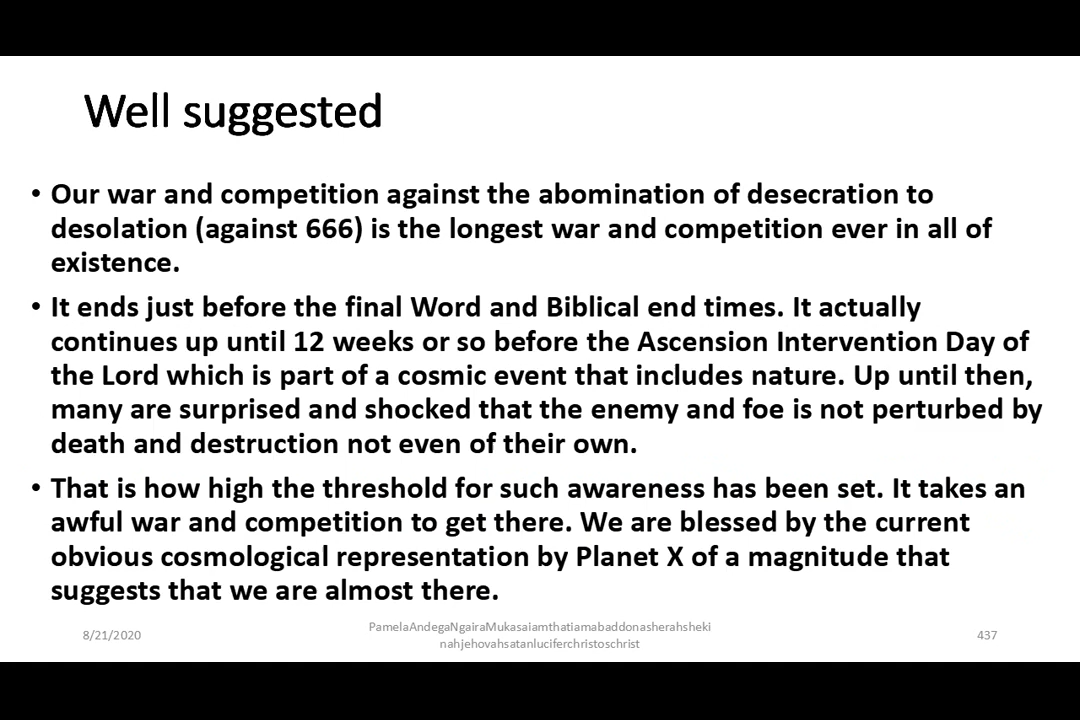 Well suggested
• Our war and competition against the abomination of desecration to
desolation (against 666) is the longest war and competition ever in all of
existence.
• It ends just before the final Word and Biblical end times. It actually
continues up until 12 weeks or so before the Ascension Intervention Day of
the Lord which is part of a cosmic event that includes nature. Up until then,
many are surprised and shocked that the enemy and foe is not perturbed by
death and destruction not even of their own.
• That is how high the threshold for such awareness has been set. It takes an
awful war and competition to get there. We are blessed by the current
obvious cosmological representation by Planet X of a magnitude that
suggests that we are almost there.
8/21/2020
PamelaAndegaNgairaMukasaiamthatiamabaddonasherahsheki
nahjehovahsatanluciferchristoschrist
437